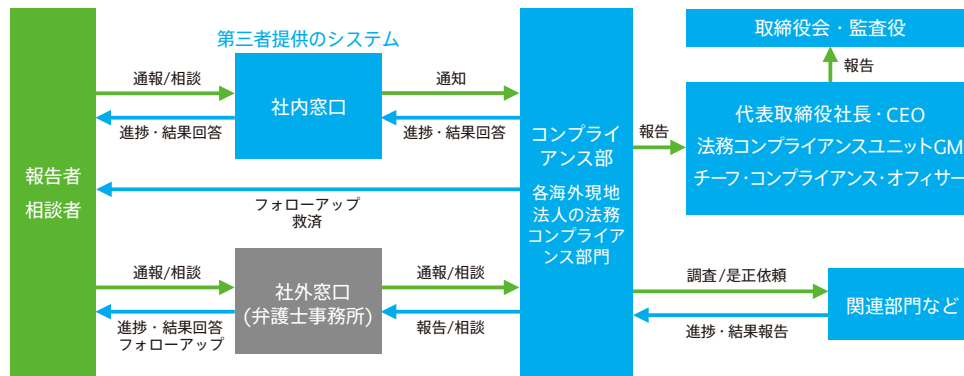 報告者
相談者
第三者提供のシステム
通報/相談
進捗・結果回答
社内窓口
通知
進捗・結果回答
フォローアップ
救済
通報/相談
進捗・結果回答
フォローアップ
社外窓口
(弁護士事務所)
通報/相談
報告/相談
コンプライ
アンス部
各海外現地
法人の法務
コンプライア
ンス部門
報告
取締役会・監査役
報告
代表取締役社長・CEO
法務コンプライアンスユニットGM
チーフ・コンプライアンス・オフィサー
調査/是正依頼
進捗・結果報告
関連部門など